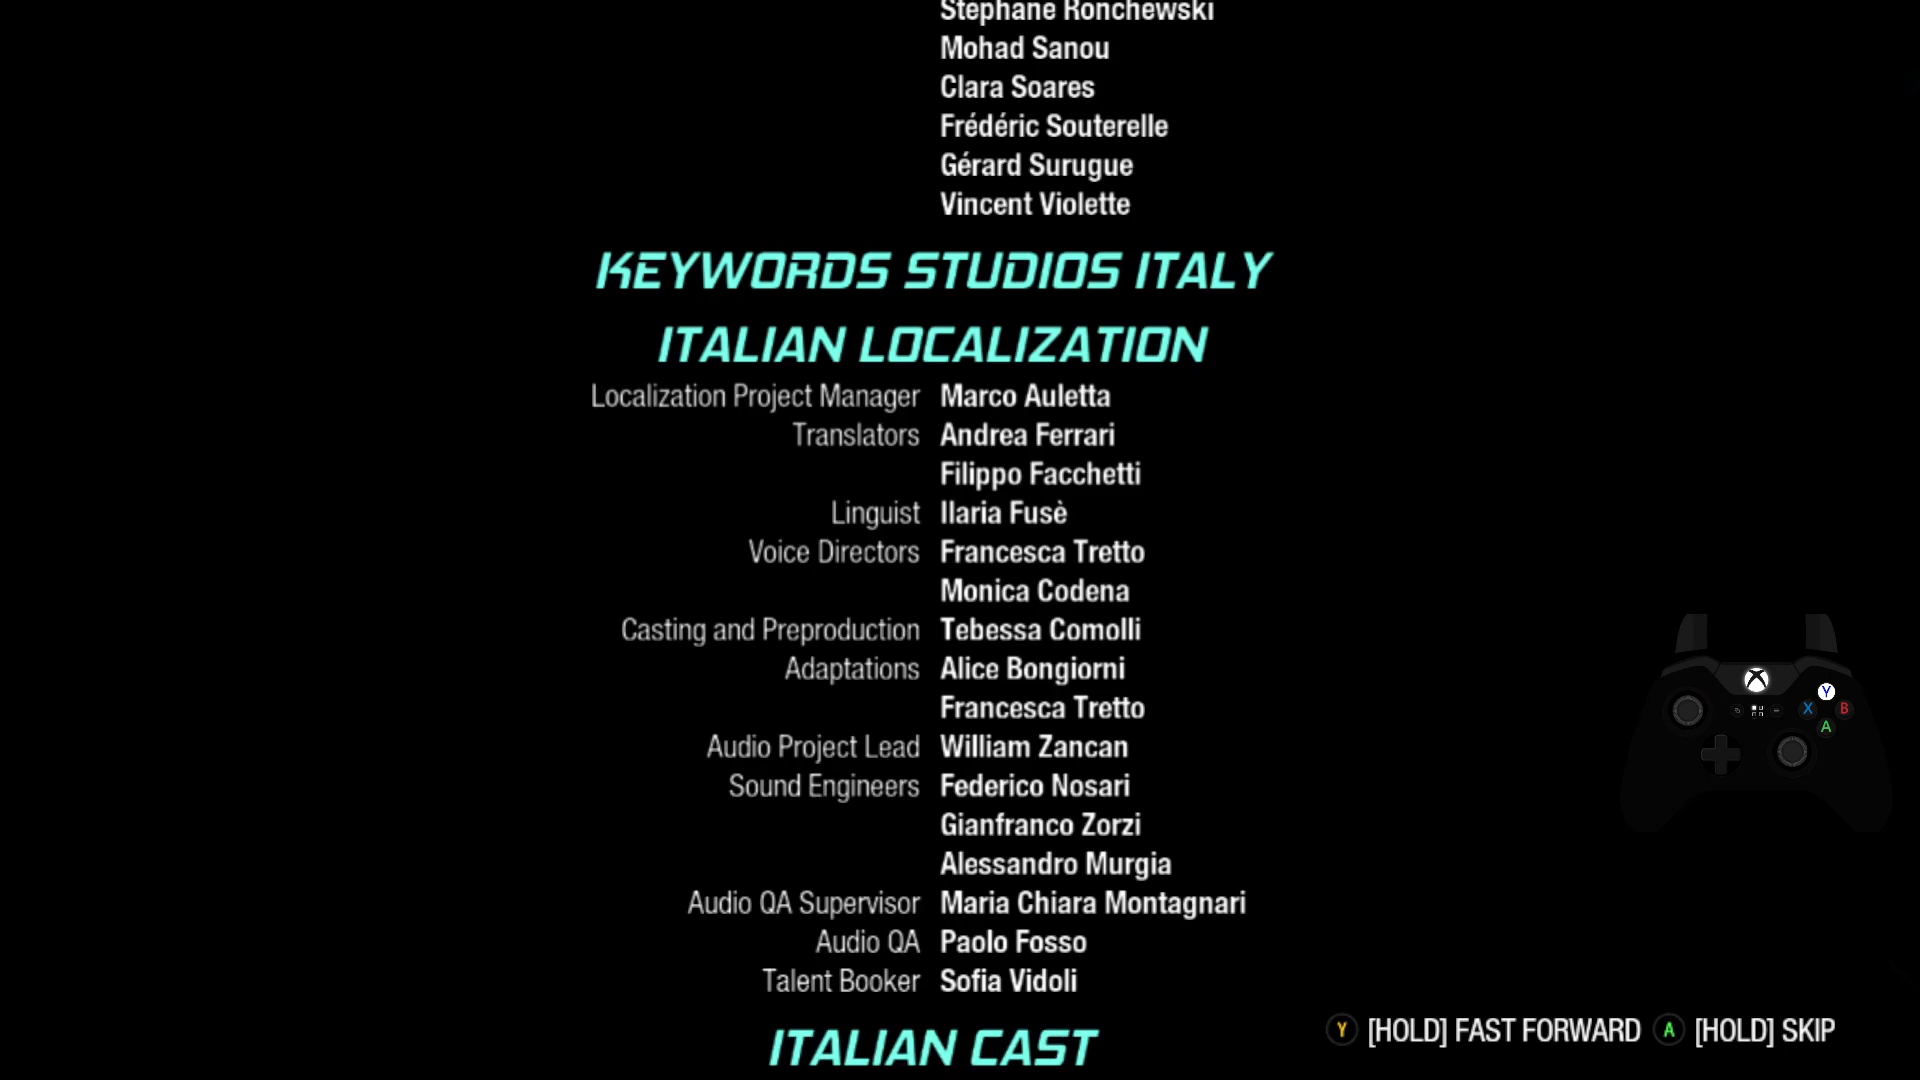 Stéphane Ronchewski
Mohad Sanou
Clara Soares
Frédéric Souterelle
Gérard Surugue
Vincent Violette
KEYWORDS STUDIOS ITALY
ITALIAN LOCALIZATION
Localization Project Manager Marco Auletta
Translators Andrea Ferrari
Filippo Facchetti
Linguist Ilaria Fusè
Voice Directors Francesca Tretto
Monica Codena
Casting and Preproduction Tebessa Comolli
Adaptations Alice Bongiorni
Francesca Tretto
Audio Project Lead William Zancan
Sound Engineers Federico Nosari
Gianfranco Zorzi
Alessandro Murgia
Audio QA Supervisor Maria Chiara Montagnari
Audio QA Paolo Fosso
Talent Booker Sofia Vidoli
ITALIAN CAST
Y
X B
A
Y [HOLD] FAST FORWARD A [HOLD] SKIP